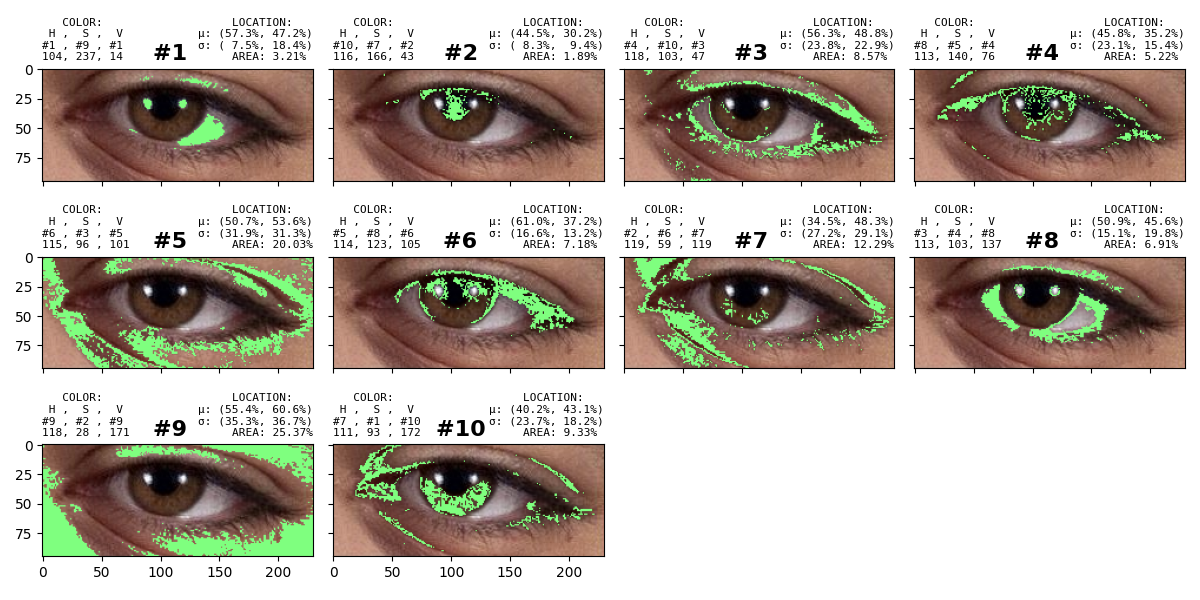 COLOR: LOCATION:
H , S , V μ: (57.3%, 47.2%)
#1 , #9 , #1 #1 σ: ( 7.5%, 18.4%)
104, 237, 14 AREA: 3.21%
COLOR: LOCATION:
H , S , V μ: (44.5%, 30.2%)
#10, #7 , #2 #2 σ: ( 8.3%, 9.4%)
116, 166, 43 AREA: 1.89%
COLOR: LOCATION:
H , S , V μ: (56.3%, 48.8%)
#4 , #10, #3 #3 σ: (23.8%, 22.9%)
118, 103, 47 AREA: 8.57%
COLOR: LOCATION:
H , S , V μ: (45.8%, 35.2%)
#8 , #5 , #4 #4 σ: (23.1%, 15.4%)
113, 140, 76 AREA: 5.22%
0
25
50
75
COLOR: LOCATION:
H , S , V μ: (50.7%, 53.6%)
#6 , #3 , #5 #5 σ: (31.9%, 31.3%)
115, 96 , 101 AREA: 20.03%
COLOR: LOCATION:
H , S , V μ: (61.0%, 37.2%)
#5 , #8 , #6 #6 σ: (16.6%, 13.2%)
114, 123, 105 AREA: 7.18%
COLOR: LOCATION:
H , S , V μ: (34.5%, 48.3%)
#2 , #6 , #7 #7 σ: (27.2%, 29.1%)
119, 59 , 119 AREA: 12.29%
COLOR: LOCATION:
H , S , V μ: (50.9%, 45.6%)
#3 , #4 , #8 #8 σ: (15.1%, 19.8%)
113, 103, 137 AREA: 6.91%
0
25
50
75
COLOR: LOCATION:
H , S , V μ: (55.4%, 60.6%)
#9 , #2 , #9 #9 σ: (35.3%, 36.7%)
118, 28 , 171 AREA: 25.37%
COLOR: LOCATION:
H , S , V μ: (40.2%, 43.1%)
#7 , #1 , #10 #10 σ: (23.7%, 18.2%)
111, 93 , 172 AREA: 9.33%
0
25
50
75
0 50 100 150 200
0 50 100 150 200